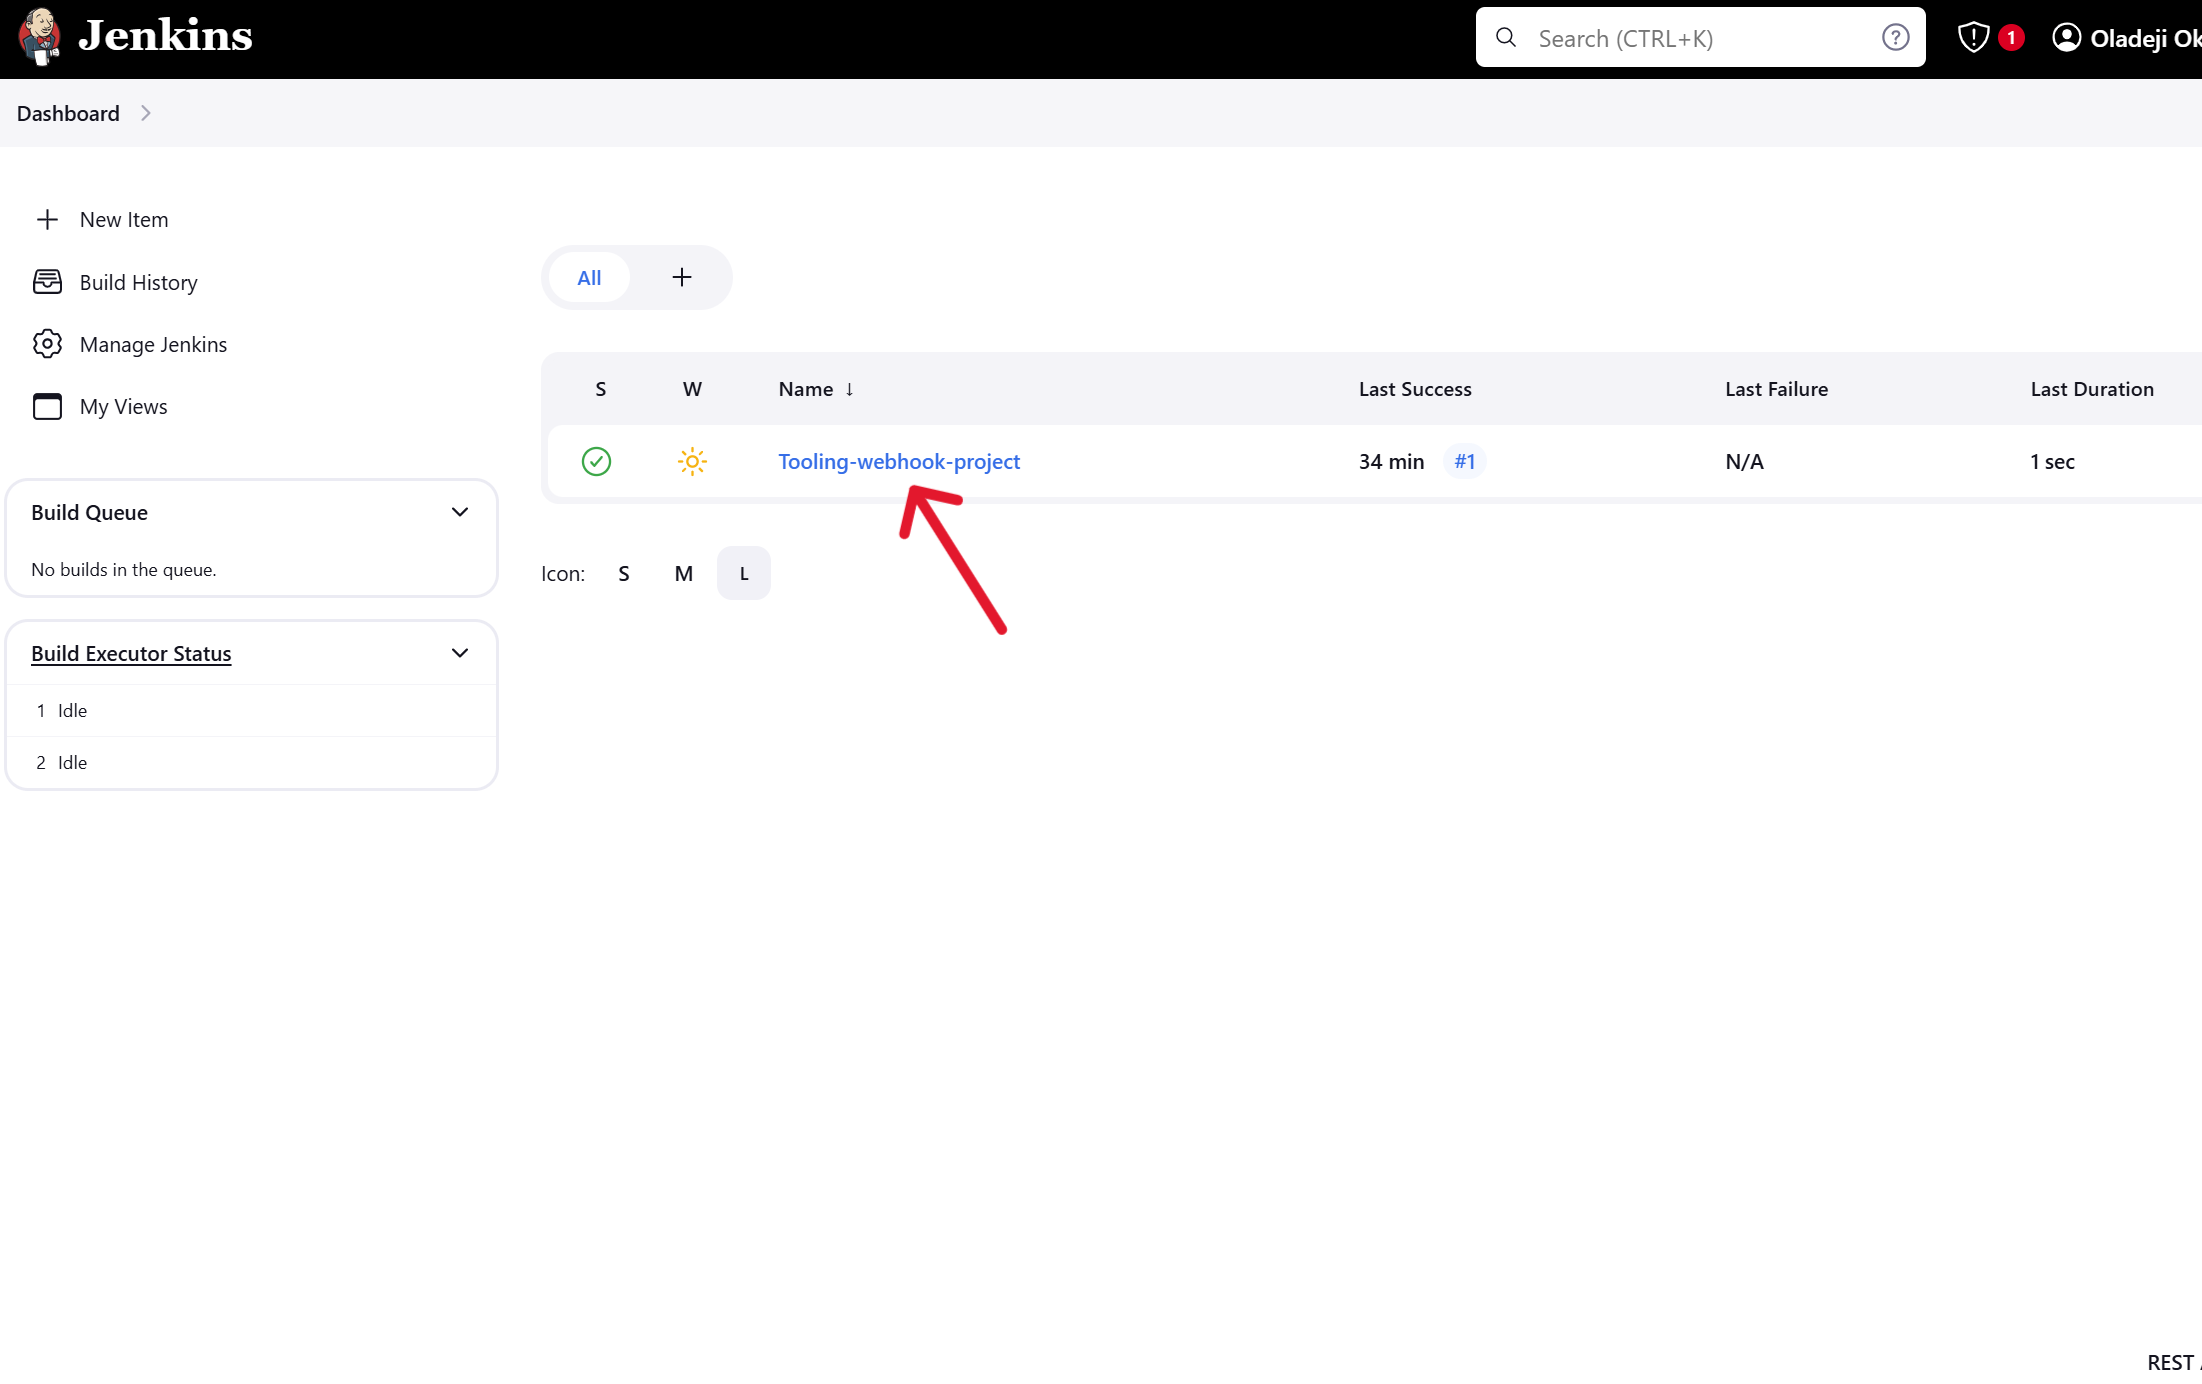 Jenkins
Search (CTRL+K)
1
Oladeji Ok
Dashboard
New Item
Build History
Manage Jenkins
My Views
Build Queue
No builds in the queue.
Build Executor Status
1 Idle
2 Idle
All
S W Name ↓ Last Success Last Failure Last Duration
Tooling-webhook-project 34 min #1 N/A 1 sec
Icon: S M L
REST